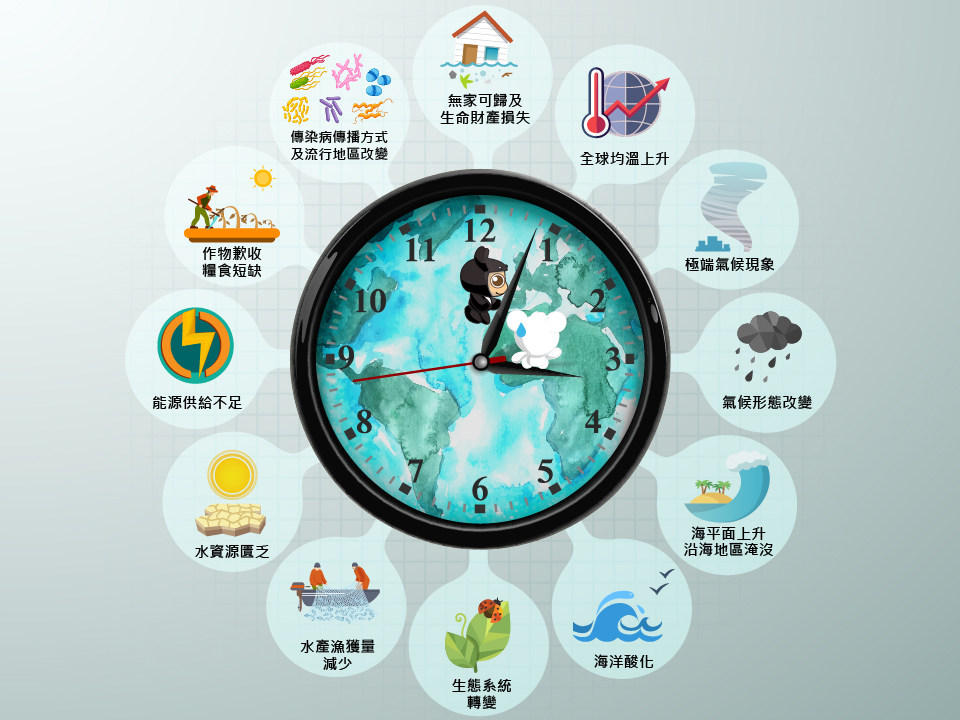 無家可歸及
生命財產損失
全球均溫上升
極端氣候現象
氣候形態改變
海平面上升
沿海地區淹沒
海洋酸化
生態系統
轉變
水產漁獲量
減少
水資源匱乏
能源供給不足
作物歉收
糧食短缺
傳染病傳播方式
及流行地區改變
12
1
2
3
4
5
6
7
8
9
10
11